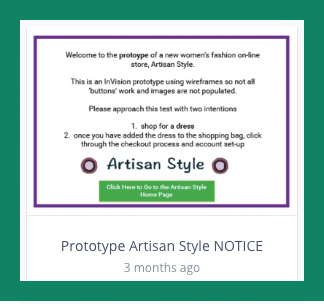 Welcome to the protoype of a new women's fashion on-line
store, Artisan Style.
This is an InVision prototype using wireframes so not all
'buttons' work and images are not populated.
Please approach this test with two intentions
1. shop for a dress
2. once you have added the dress to the shopping bag, click
through the checkout process and account set-up
Artisan Style
Click Here to Go to the Artisan Style
Home Page
Prototype Artisan Style NOTICE
3 months ago